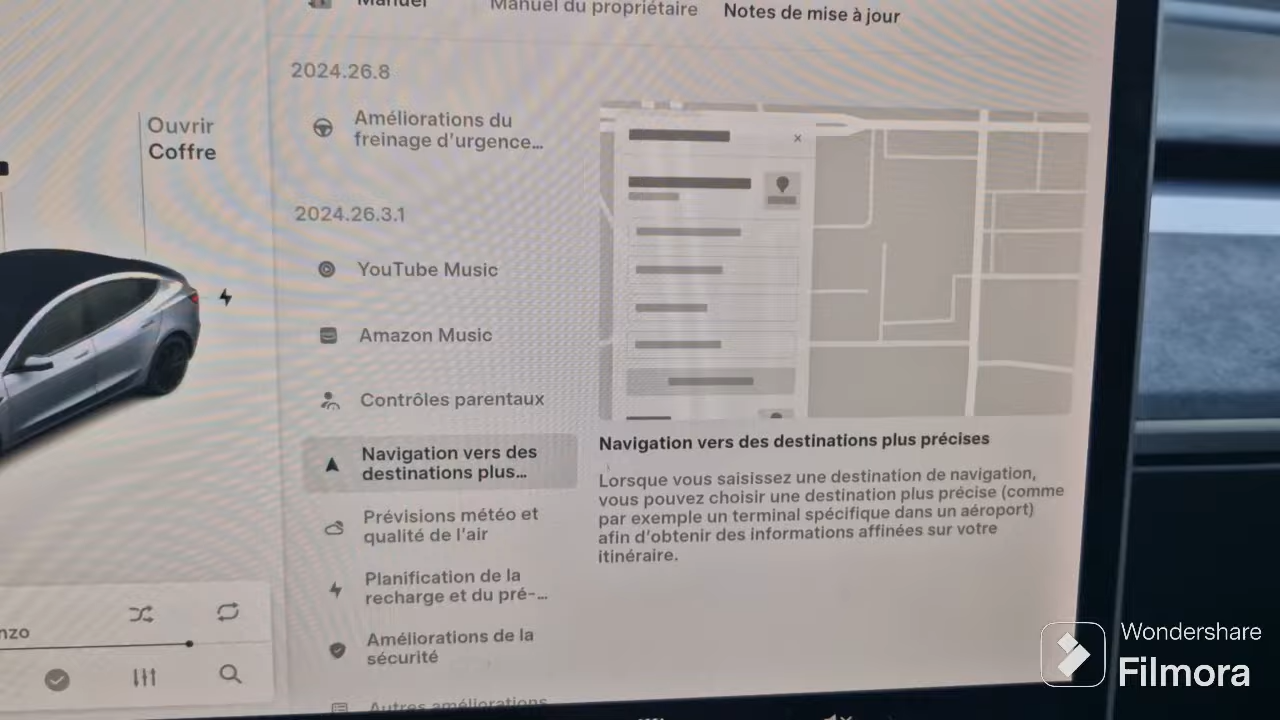 Manuel
Manuel du propriétaire
Notes de mise à jour
Ouvrir
Coffre
2024.26.8
Améliorations du
freinage d'urgence…
2024.26.3.1
YouTube Music
Amazon Music
Contrôles parentaux
Navigation vers des
destinations plus…
Prévisions météo et
qualité de l'air
Planification de la
recharge et du pré-…
Améliorations de la
sécurité
Autres améliorations
Navigation vers des destinations plus précises
Lorsque vous saisissez une destination de navigation,
vous pouvez choisir une destination plus précise (comme
par exemple un terminal spécifique dans un aéroport)
afin d'obtenir des informations affinées sur votre
itinéraire.
nzo
Wondershare
Filmora